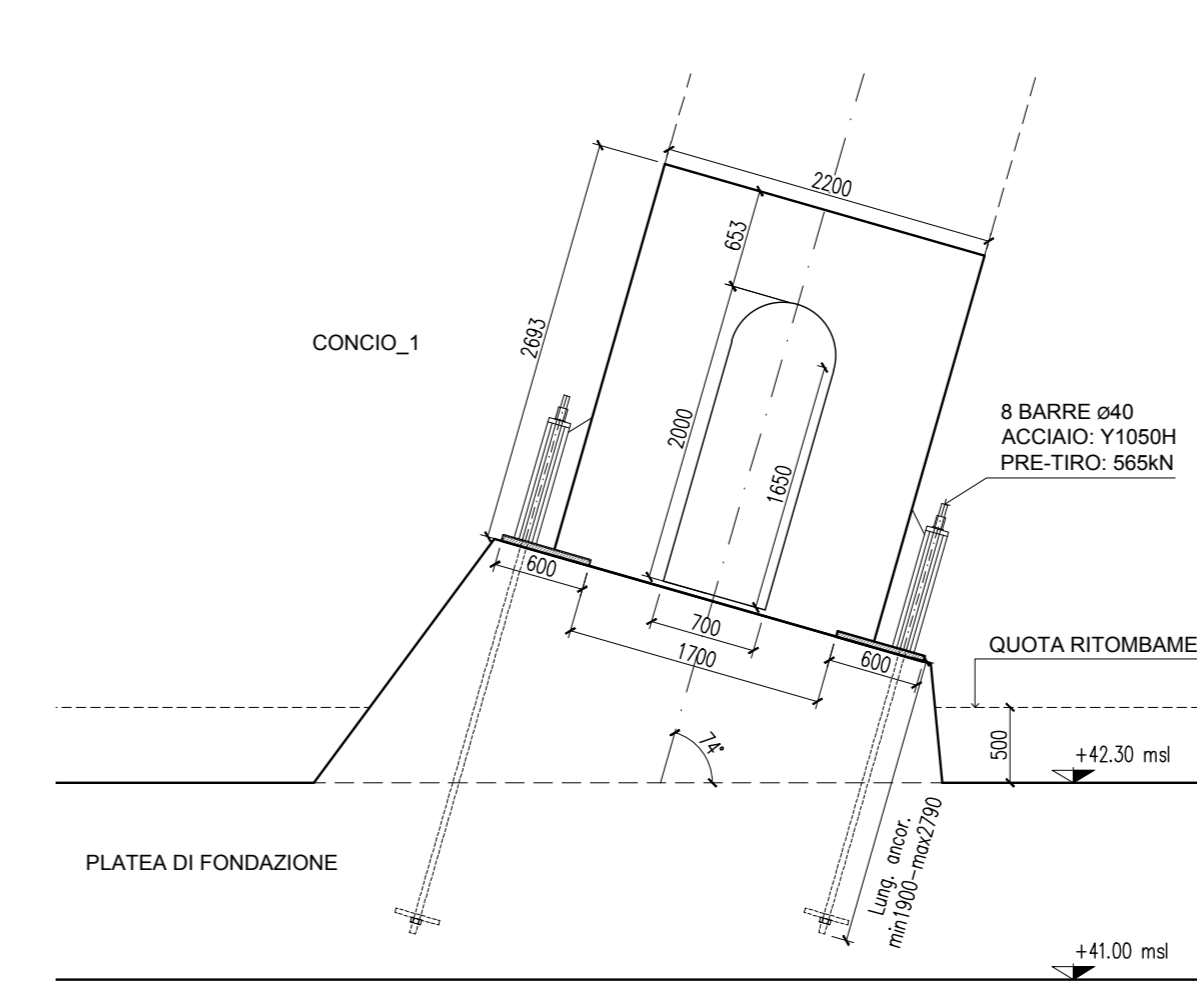 2200
653
2693
CONCIO_1
2000
1650
8 BARRE ø40
ACCIAIO: Y1050H
PRE-TIRO: 565kN
600
700
1700
600
QUOTA RITOMBAME
74°
500
+42.30 msl
PLATEA DI FONDAZIONE
Lung. ancor.
min1900-max2790
+41.00 msl